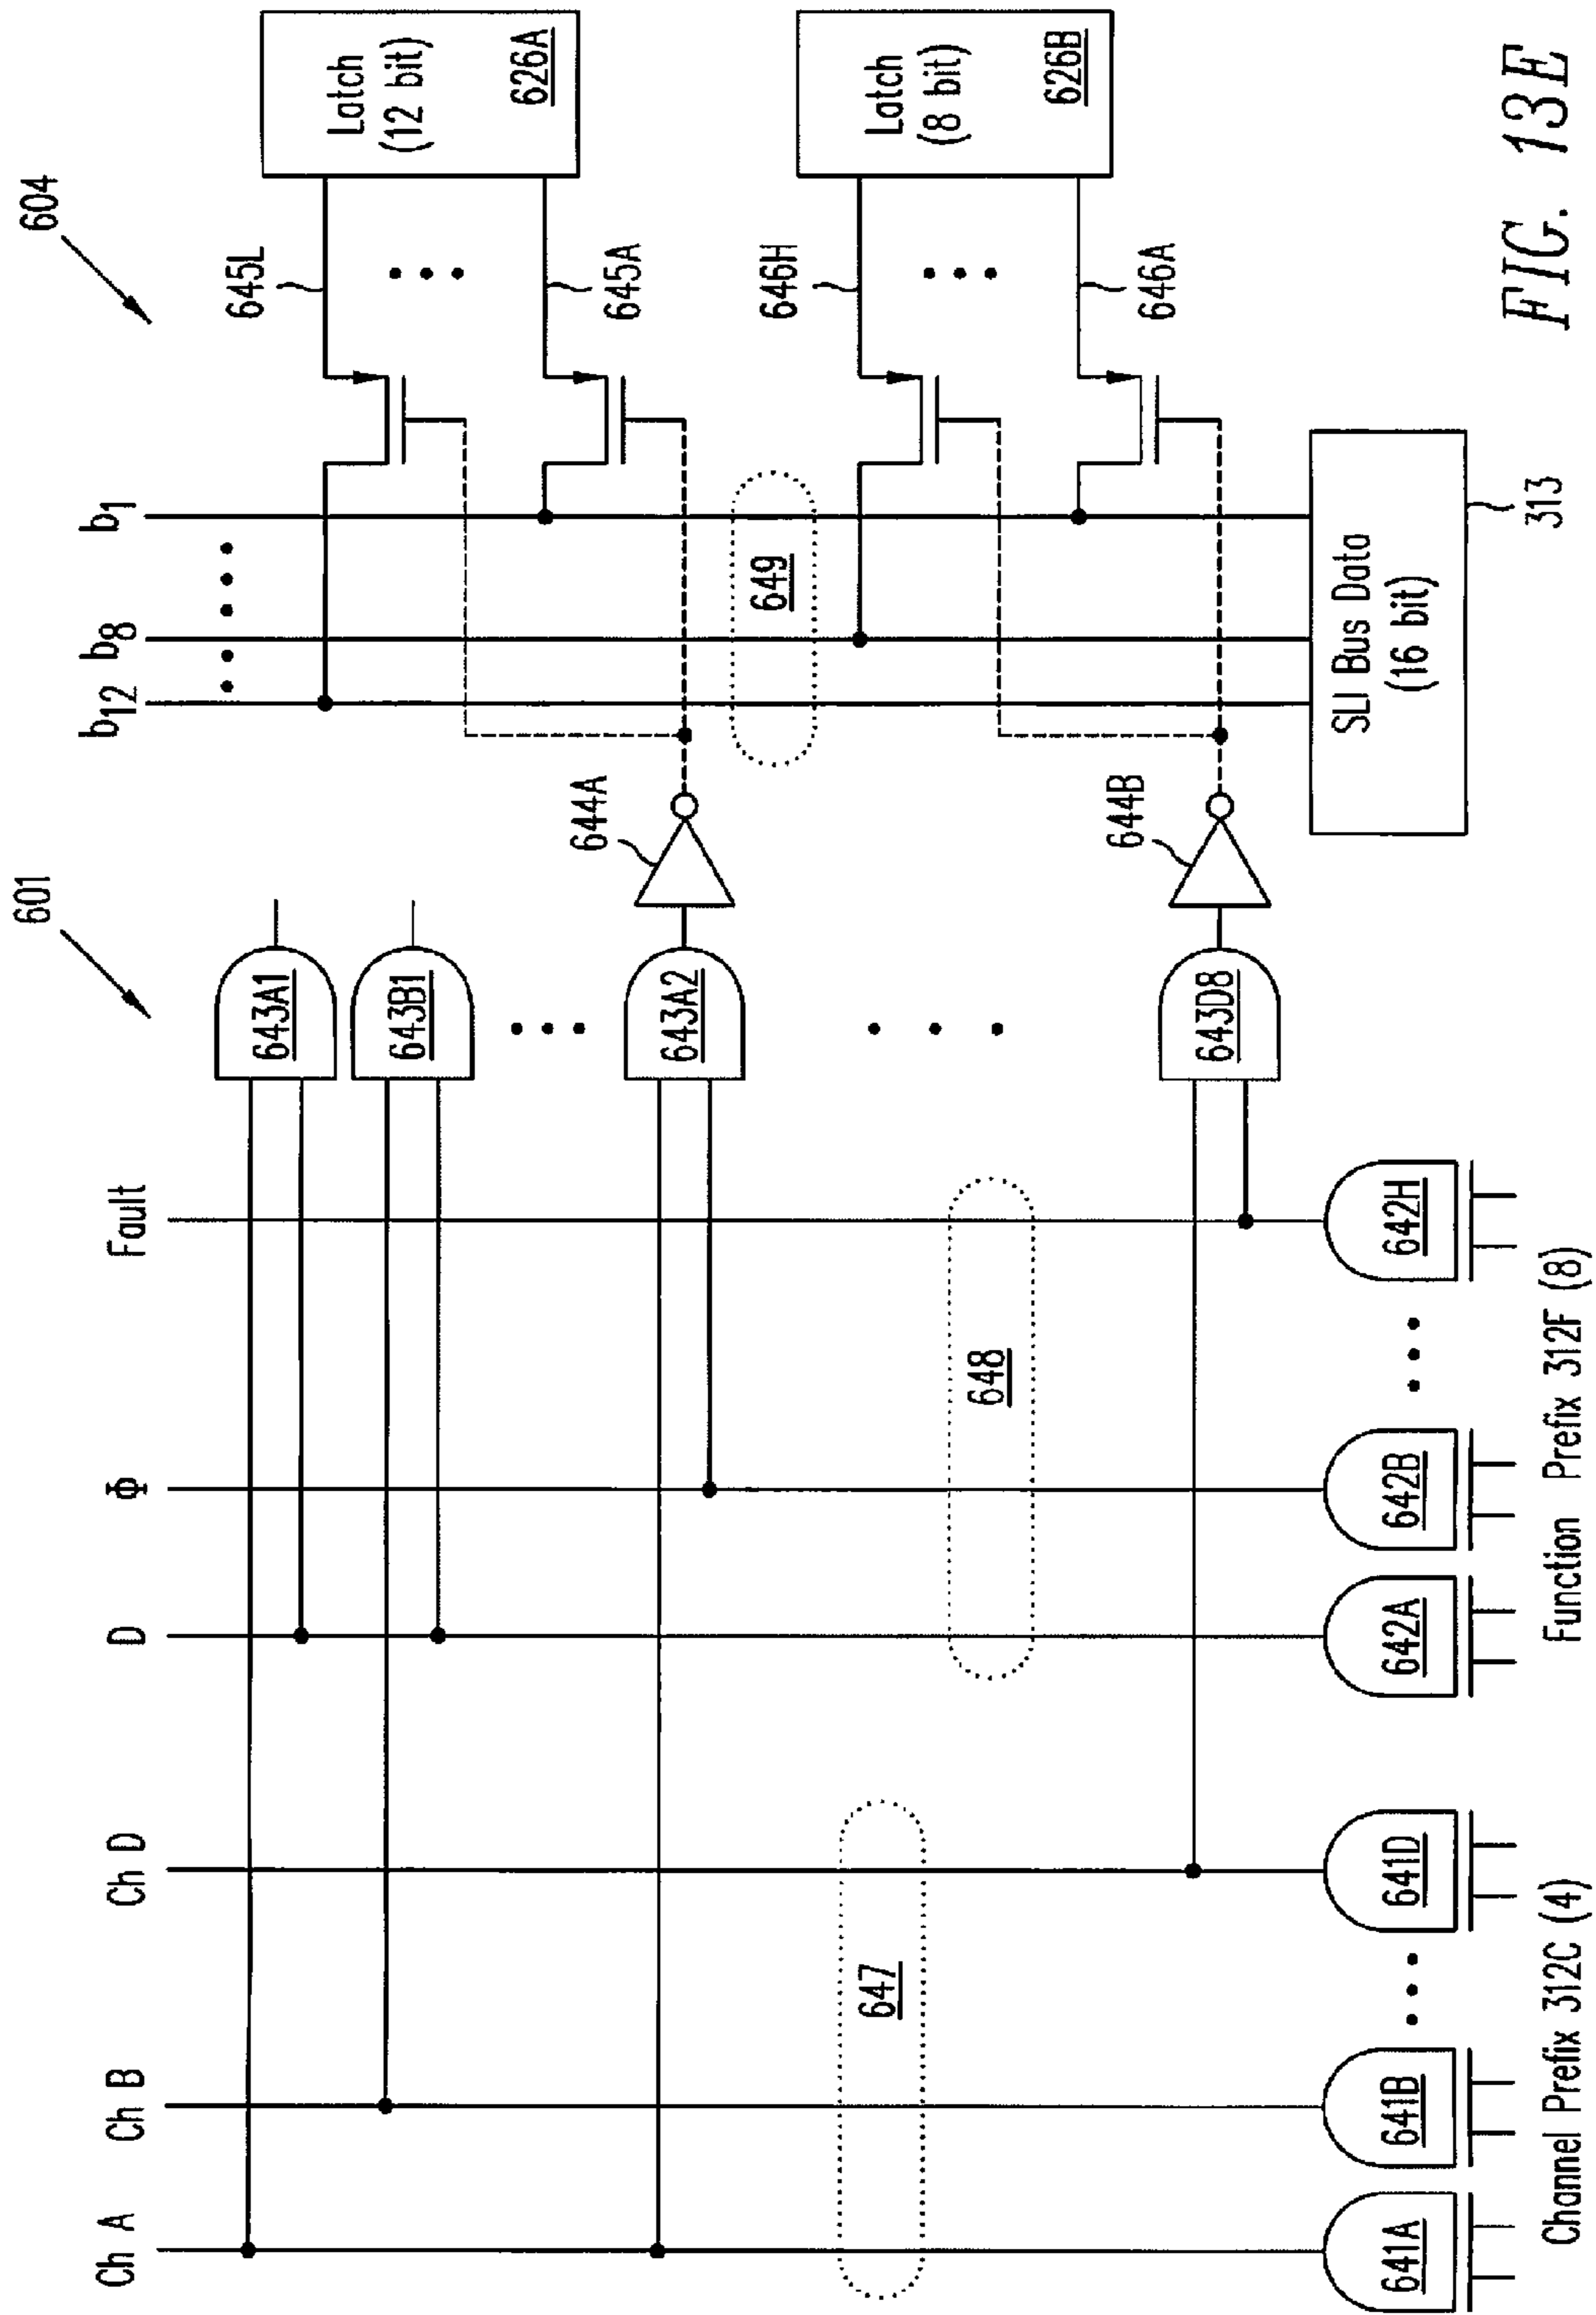 601
604
Ch A
Ch B
Ch D
D
Φ
Fault
b12
b8
b1
643A1
643B1
643A2
643D8
644A
644B
645L
645A
646H
646A
Latch
(12 bit)
626A
Latch
(8 bit)
626B
647
648
649
641A
641B
641D
642A
642B
642H
Channel Prefix 312C (4)
Function Prefix 312F (8)
SLI Bus Data
(16 bit)
313
FIG. 13E